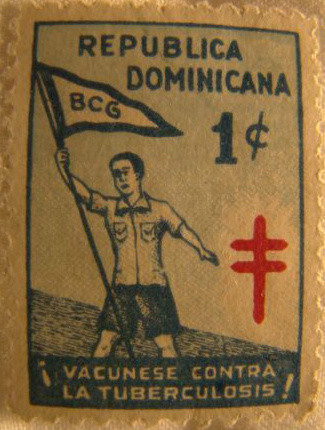 REPUBLICA
DOMINICANA
BCG
1¢
¡VACUNESE CONTRA
LA TUBERCULOSIS!